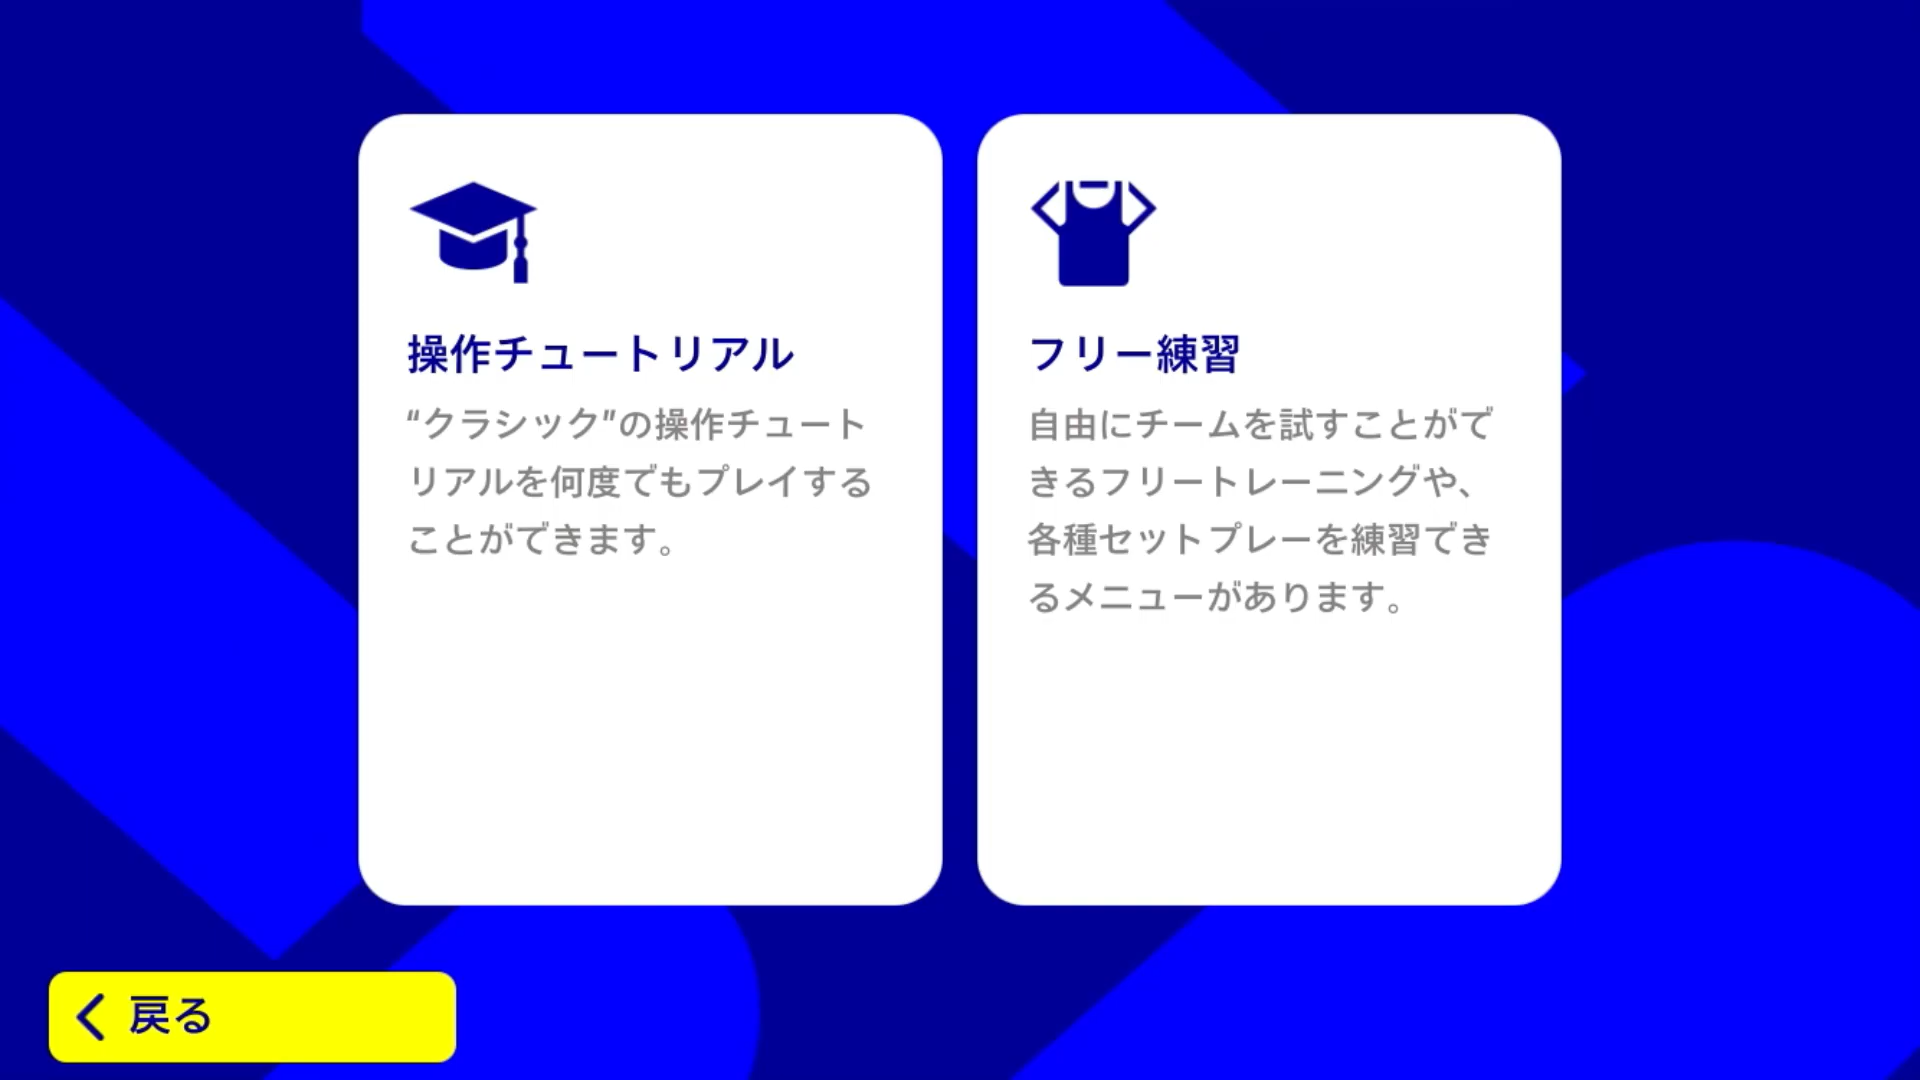 操作チュートリアル
“クラシック”の操作チュート
リアルを何度でもプレイする
ことができます。
フリー練習
自由にチームを試すことがで
きるフリートレーニングや、
各種セットプレーを練習でき
るメニューがあります。
戻る